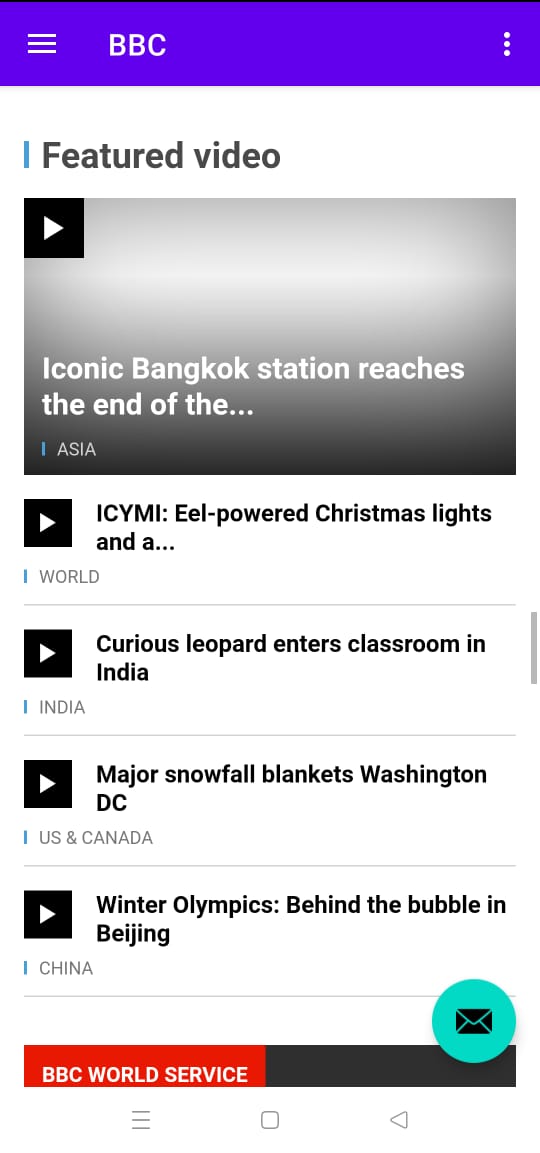 BBC
Featured video
Iconic Bangkok station reaches
the end of the...
ASIA
ICYMI: Eel-powered Christmas lights
and a...
WORLD
Curious leopard enters classroom in
India
INDIA
Major snowfall blankets Washington
DC
US & CANADA
Winter Olympics: Behind the bubble in
Beijing
CHINA
BBC WORLD SERVICE